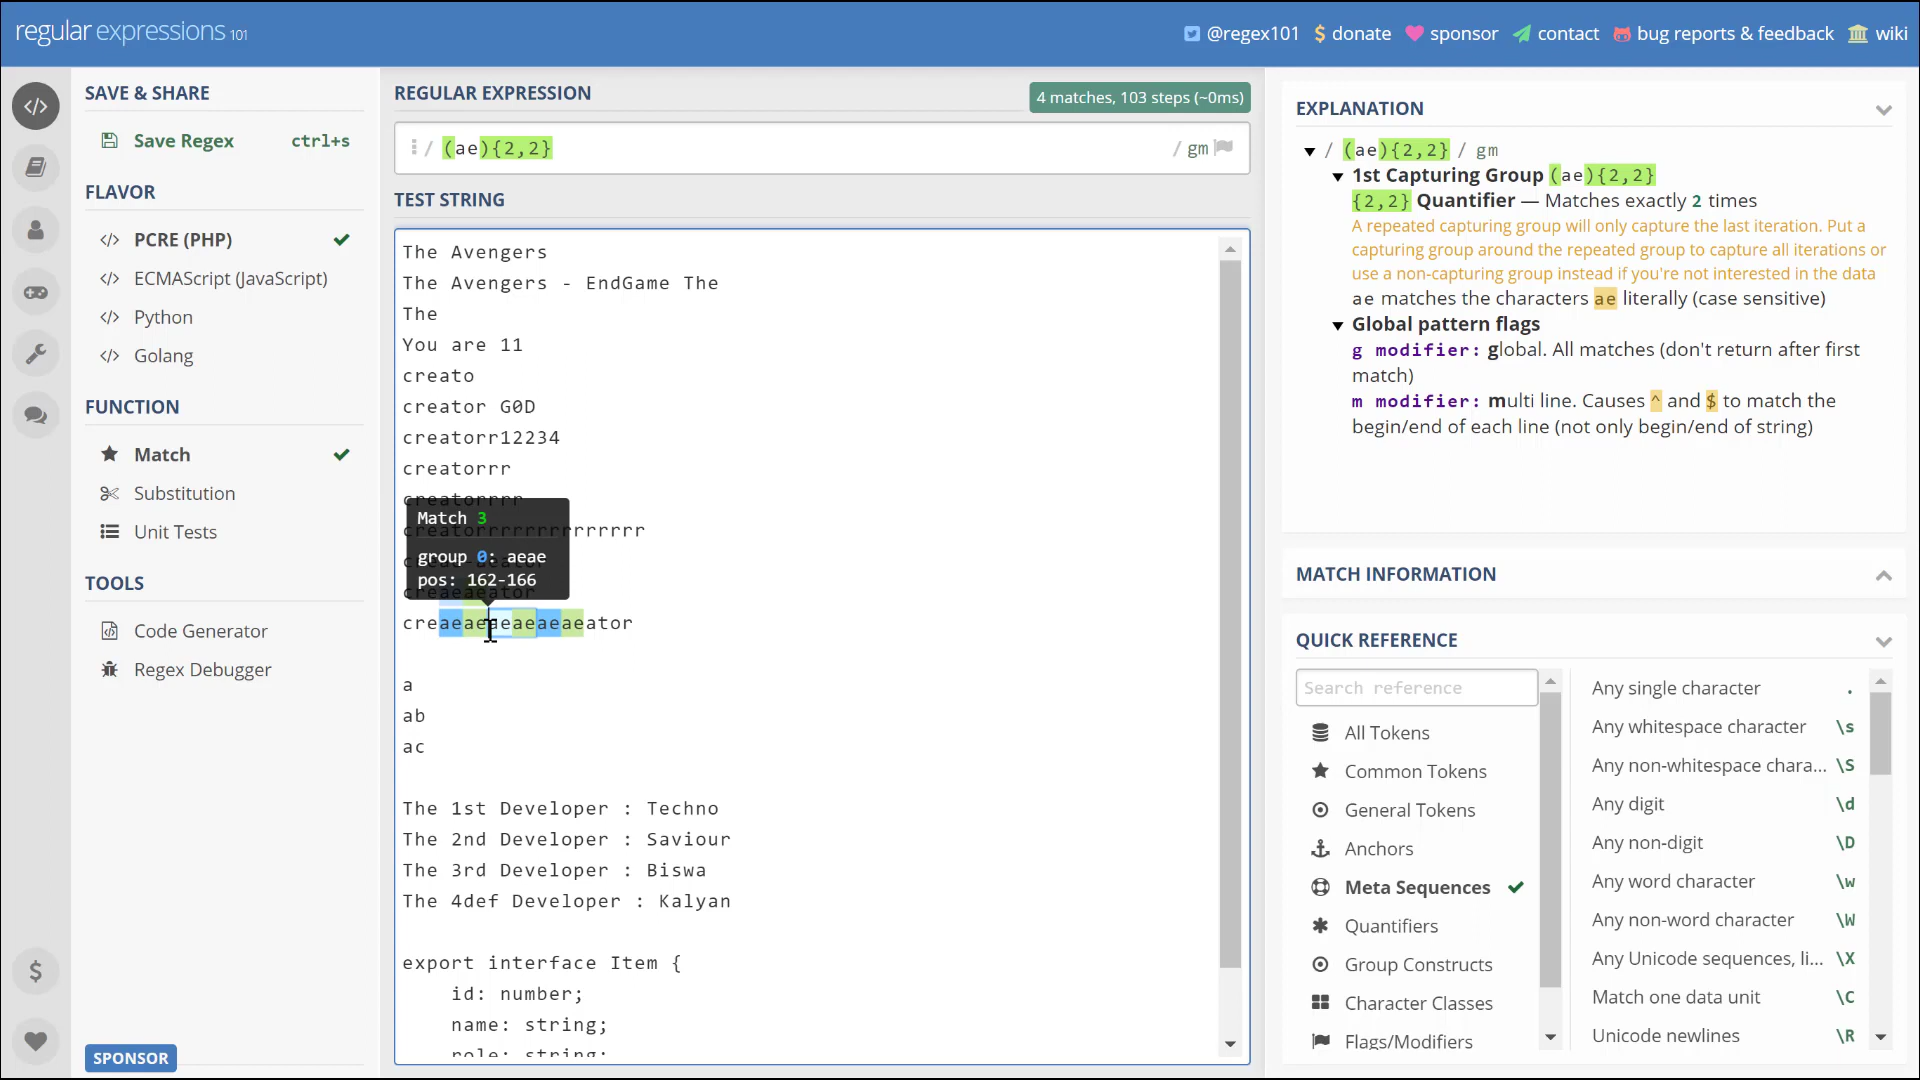 regular expressions 101
@regex101
donate
sponsor
contact
bug reports & feedback
wiki
SAVE & SHARE
Save Regex ctrl+s
FLAVOR
PCRE (PHP)
ECMAScript (JavaScript)
Python
Golang
FUNCTION
Match
Substitution
Unit Tests
TOOLS
Code Generator
Regex Debugger
SPONSOR
REGULAR EXPRESSION
4 matches, 103 steps (~0ms)
/ (ae){2,2} / gm
TEST STRING
The Avengers
The Avengers - EndGame The
The
You are 11
creato
creator G0D
creatorr12234
creatorrr
creatorrrr
Match 3
group 0: aeae
pos: 162-166
creaeaeaeaeaeaeator
a
ab
ac
The 1st Developer : Techno
The 2nd Developer : Saviour
The 3rd Developer : Biswa
The 4def Developer : Kalyan
export interface Item {
id: number;
name: string;
role: string;
EXPLANATION
/ (ae){2,2} / gm
1st Capturing Group (ae){2,2}
{2,2} Quantifier — Matches exactly 2 times
A repeated capturing group will only capture the last iteration. Put a
capturing group around the repeated group to capture all iterations or
use a non-capturing group instead if you're not interested in the data
ae matches the characters ae literally (case sensitive)
Global pattern flags
g modifier: global. All matches (don't return after first
match)
m modifier: multi line. Causes ^ and $ to match the
begin/end of each line (not only begin/end of string)
MATCH INFORMATION
QUICK REFERENCE
Search reference
All Tokens
Common Tokens
General Tokens
Anchors
Meta Sequences
Quantifiers
Group Constructs
Character Classes
Flags/Modifiers
Any single character .
Any whitespace character \s
Any non-whitespace chara... \S
Any digit \d
Any non-digit \D
Any word character \w
Any non-word character \W
Any Unicode sequences, li... \X
Match one data unit \C
Unicode newlines \R